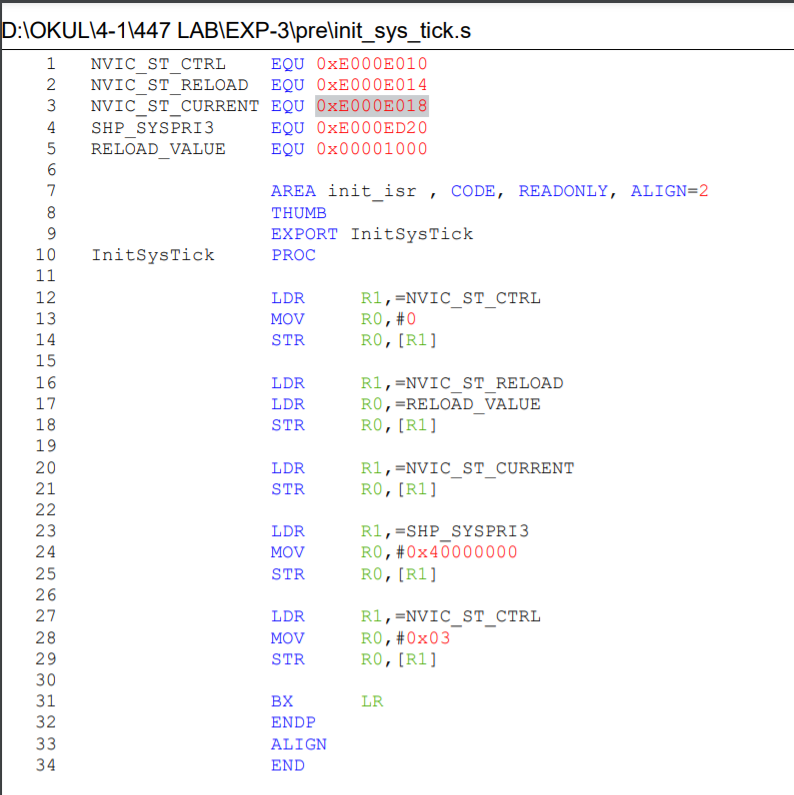 D:\OKUL\4-1\447 LAB\EXP-3\pre\init_sys_tick.s
1 NVIC_ST_CTRL EQU 0xE000E010
2 NVIC_ST_RELOAD EQU 0xE000E014
3 NVIC_ST_CURRENT EQU 0xE000E018
4 SHP_SYSPRI3 EQU 0xE000ED20
5 RELOAD_VALUE EQU 0x00001000
6
7 AREA init_isr , CODE, READONLY, ALIGN=2
8 THUMB
9 EXPORT InitSysTick
10 InitSysTick PROC
11
12 LDR R1,=NVIC_ST_CTRL
13 MOV R0,#0
14 STR R0,[R1]
15
16 LDR R1,=NVIC_ST_RELOAD
17 LDR R0,=RELOAD_VALUE
18 STR R0,[R1]
19
20 LDR R1,=NVIC_ST_CURRENT
21 STR R0,[R1]
22
23 LDR R1,=SHP_SYSPRI3
24 MOV R0,#0x40000000
25 STR R0,[R1]
26
27 LDR R1,=NVIC_ST_CTRL
28 MOV R0,#0x03
29 STR R0,[R1]
30
31 BX LR
32 ENDP
33 ALIGN
34 END